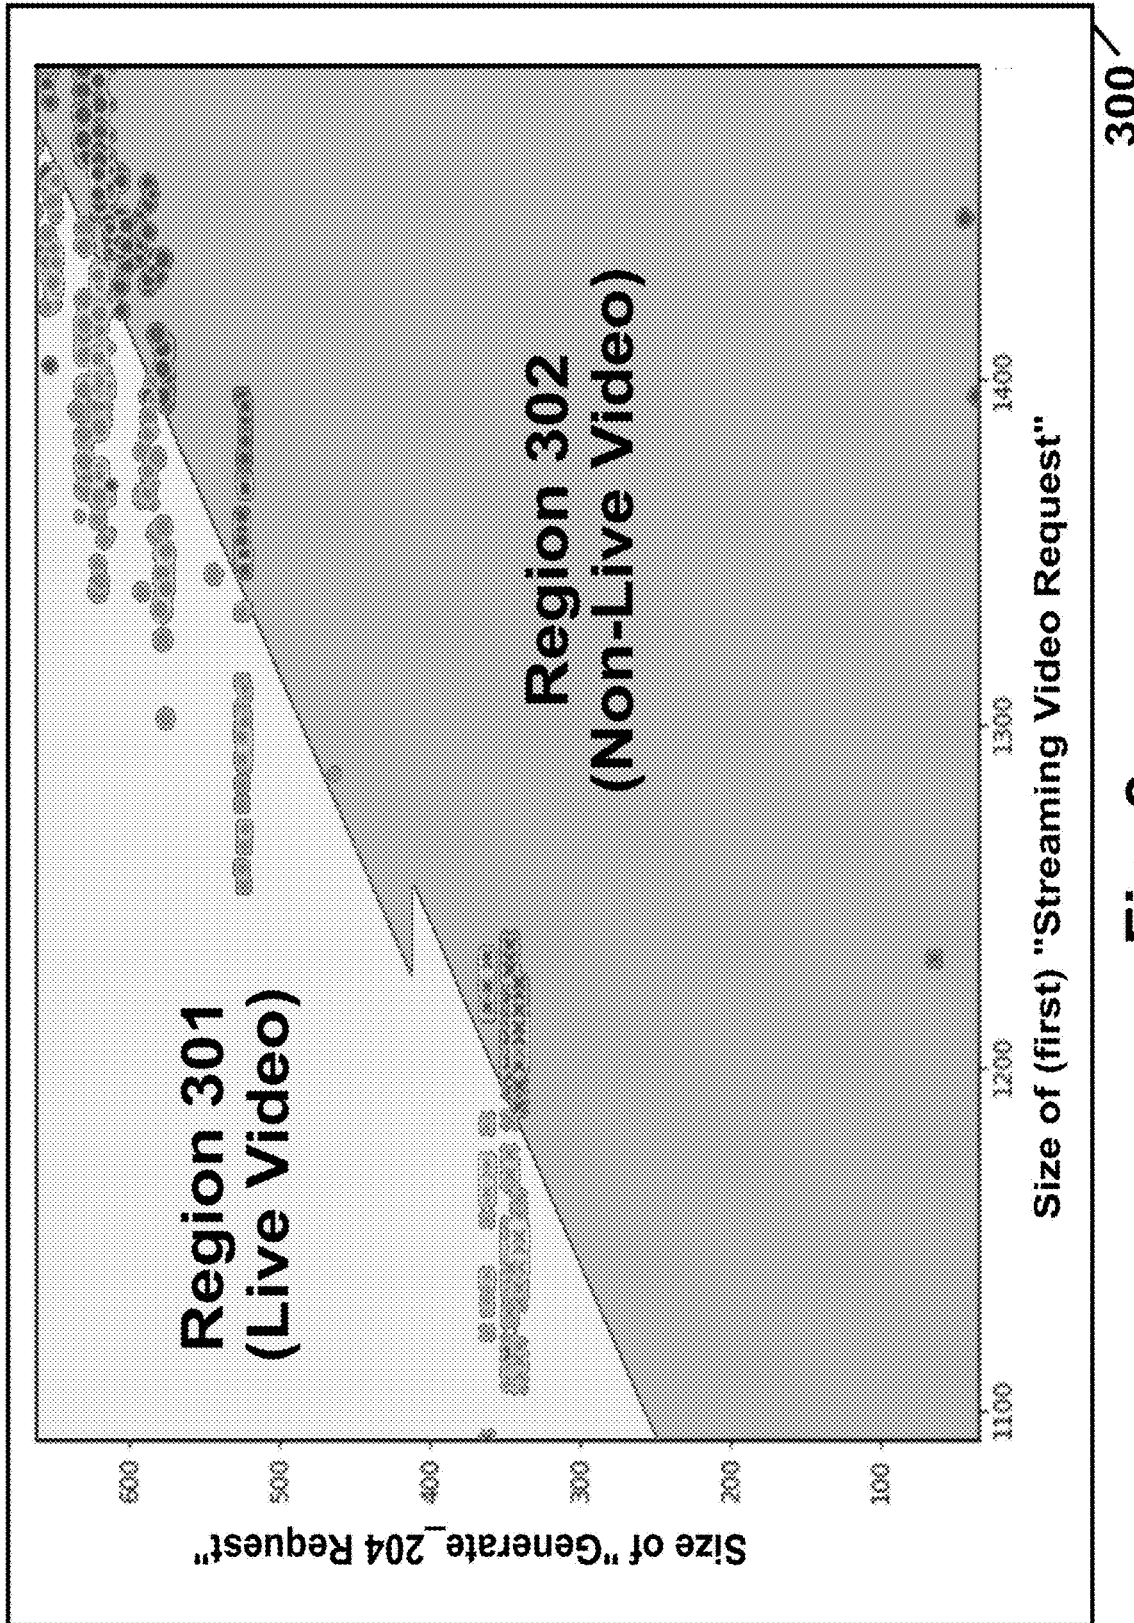 Region 301
(Live Video)
Region 302
(Non-Live Video)
600
500
400
300
200
100
Size of "Generate_204 Request"
1100
1200
1300
1400
Size of (first) "Streaming Video Request"
300